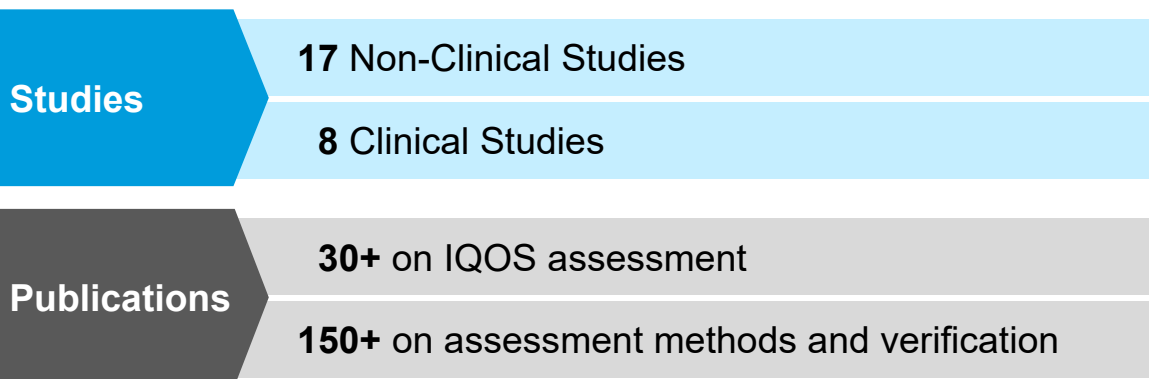 Studies
17 Non-Clinical Studies
8 Clinical Studies
Publications
30+ on IQOS assessment
150+ on assessment methods and verification